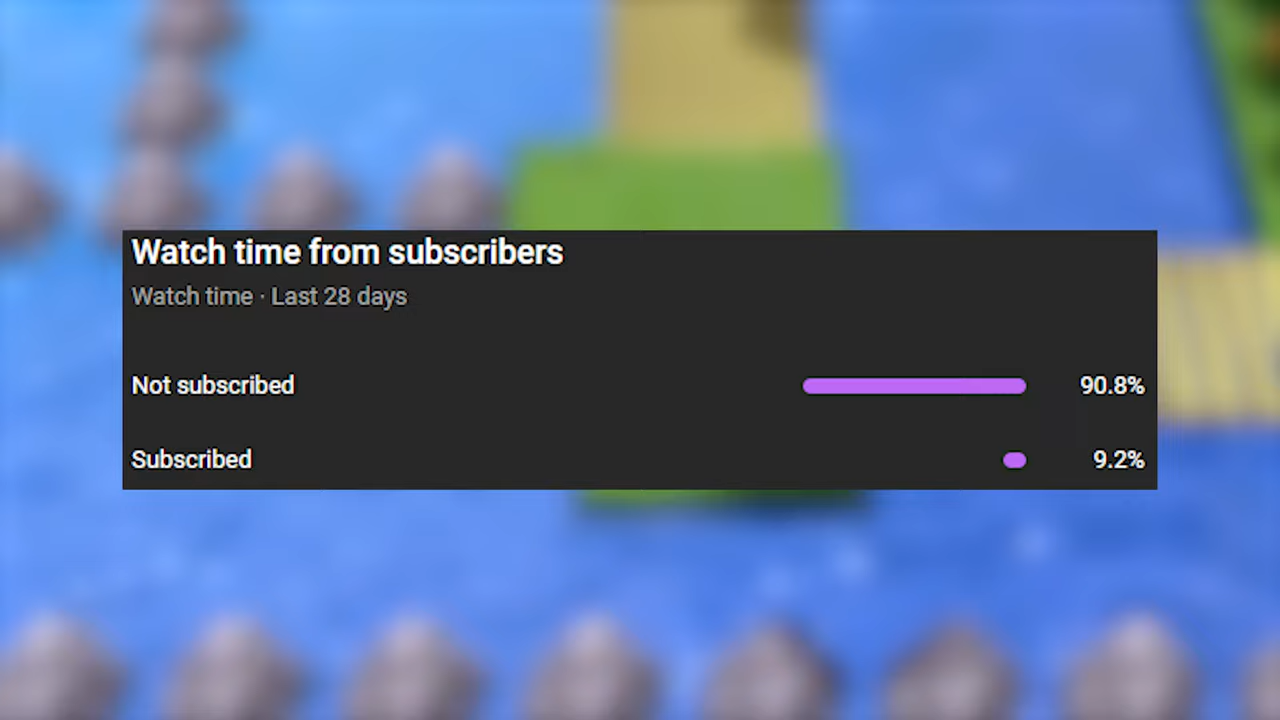 Watch time from subscribers
Watch time · Last 28 days
Not subscribed 90.8%
Subscribed 9.2%